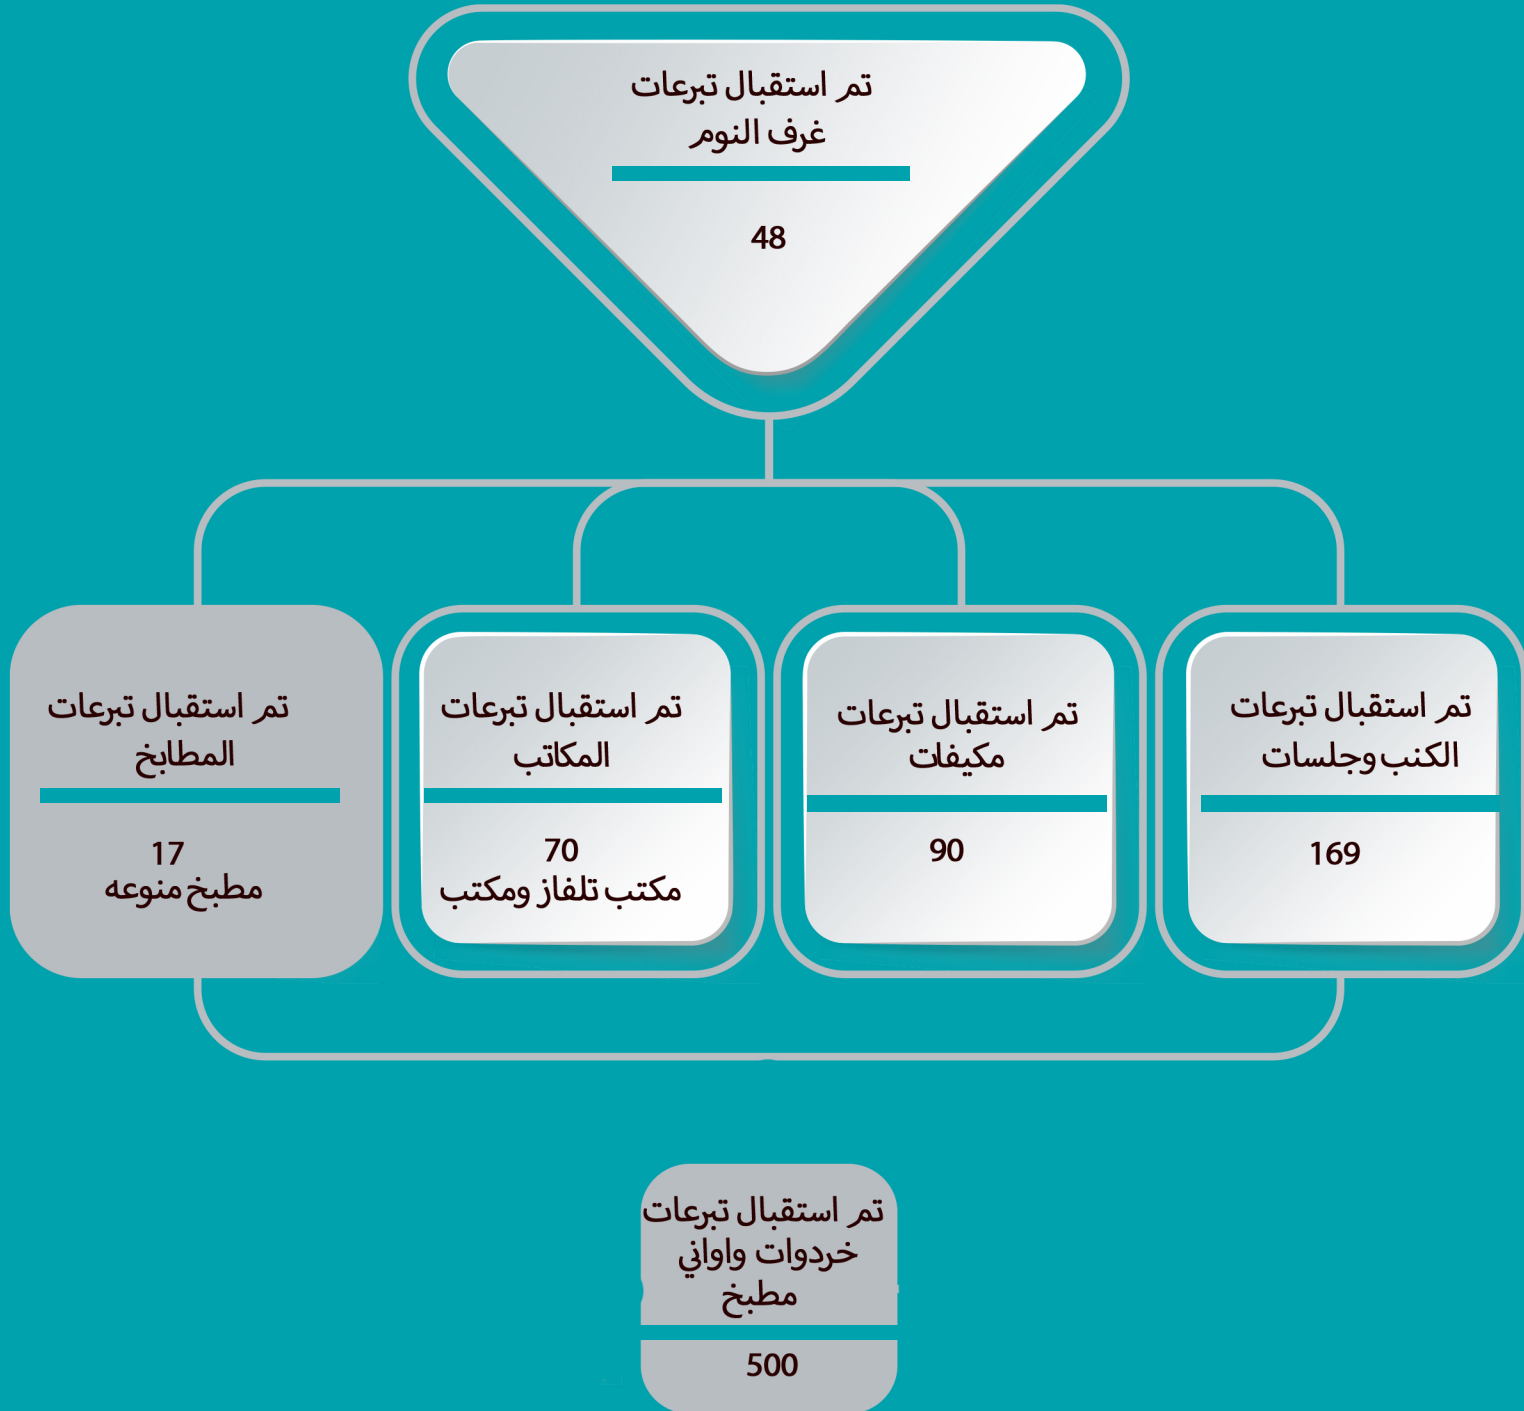 تم استقبال تبرعات
غرف النوم
48
تم استقبال تبرعات
الكنب وجلسات
169
تم استقبال تبرعات
مكيفات
90
تم استقبال تبرعات
المكاتب
70
مكتب تلفاز ومكتب
تم استقبال تبرعات
المطابخ
17
مطبخ منوعه
تم استقبال تبرعات
خردوات واواني
مطبخ
500